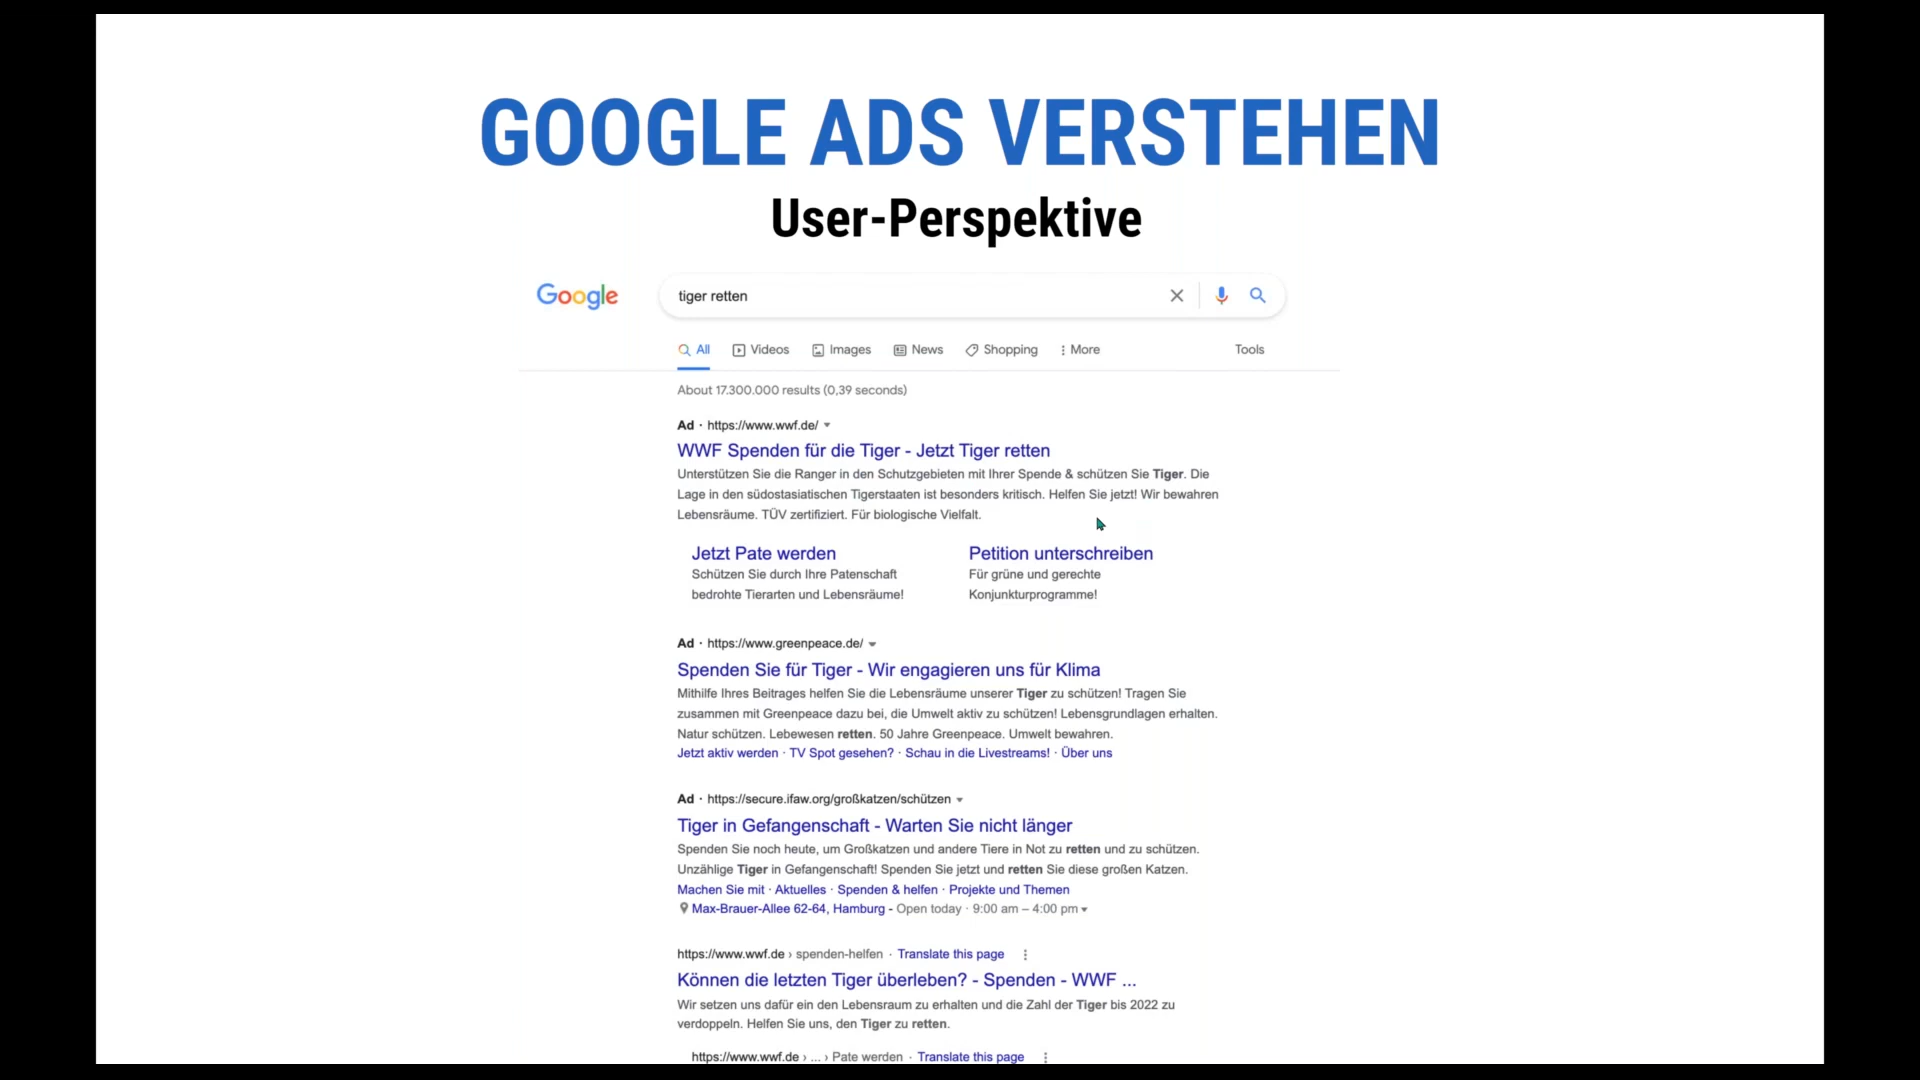 GOOGLE ADS VERSTEHEN
User-Perspektive
Google
tiger retten
All Videos Images News Shopping More Tools
About 17.300.000 results (0,39 seconds)
Ad · https://www.wwf.de/
WWF Spenden für die Tiger - Jetzt Tiger retten
Unterstützen Sie die Ranger in den Schutzgebieten mit Ihrer Spende & schützen Sie Tiger. Die
Lage in den südostasiatischen Tigerstaaten ist besonders kritisch. Helfen Sie jetzt! Wir bewahren
Lebensräume. TÜV zertifiziert. Für biologische Vielfalt.
Jetzt Pate werden
Schützen Sie durch Ihre Patenschaft
bedrohte Tierarten und Lebensräume!
Petition unterschreiben
Für grüne und gerechte
Konjunkturprogramme!
Ad · https://www.greenpeace.de/
Spenden Sie für Tiger - Wir engagieren uns für Klima
Mithilfe Ihres Beitrages helfen Sie die Lebensräume unserer Tiger zu schützen! Tragen Sie
zusammen mit Greenpeace dazu bei, die Umwelt aktiv zu schützen! Lebensgrundlagen erhalten.
Natur schützen. Lebewesen retten. 50 Jahre Greenpeace. Umwelt bewahren.
Jetzt aktiv werden · TV Spot gesehen? · Schau in die Livestreams! · Über uns
Ad · https://secure.ifaw.org/großkatzen/schützen
Tiger in Gefangenschaft - Warten Sie nicht länger
Spenden Sie noch heute, um Großkatzen und andere Tiere in Not zu retten und zu schützen.
Unzählige Tiger in Gefangenschaft! Spenden Sie jetzt und retten Sie diese großen Katzen.
Machen Sie mit · Aktuelles · Spenden & helfen · Projekte und Themen
Max-Brauer-Allee 62-64, Hamburg - Open today · 9:00 am – 4:00 pm
https://www.wwf.de › spenden-helfen · Translate this page
Können die letzten Tiger überleben? - Spenden - WWF ...
Wir setzen uns dafür ein den Lebensraum zu erhalten und die Zahl der Tiger bis 2022 zu
verdoppeln. Helfen Sie uns, den Tiger zu retten.
https://www.wwf.de › ... › Pate werden · Translate this page